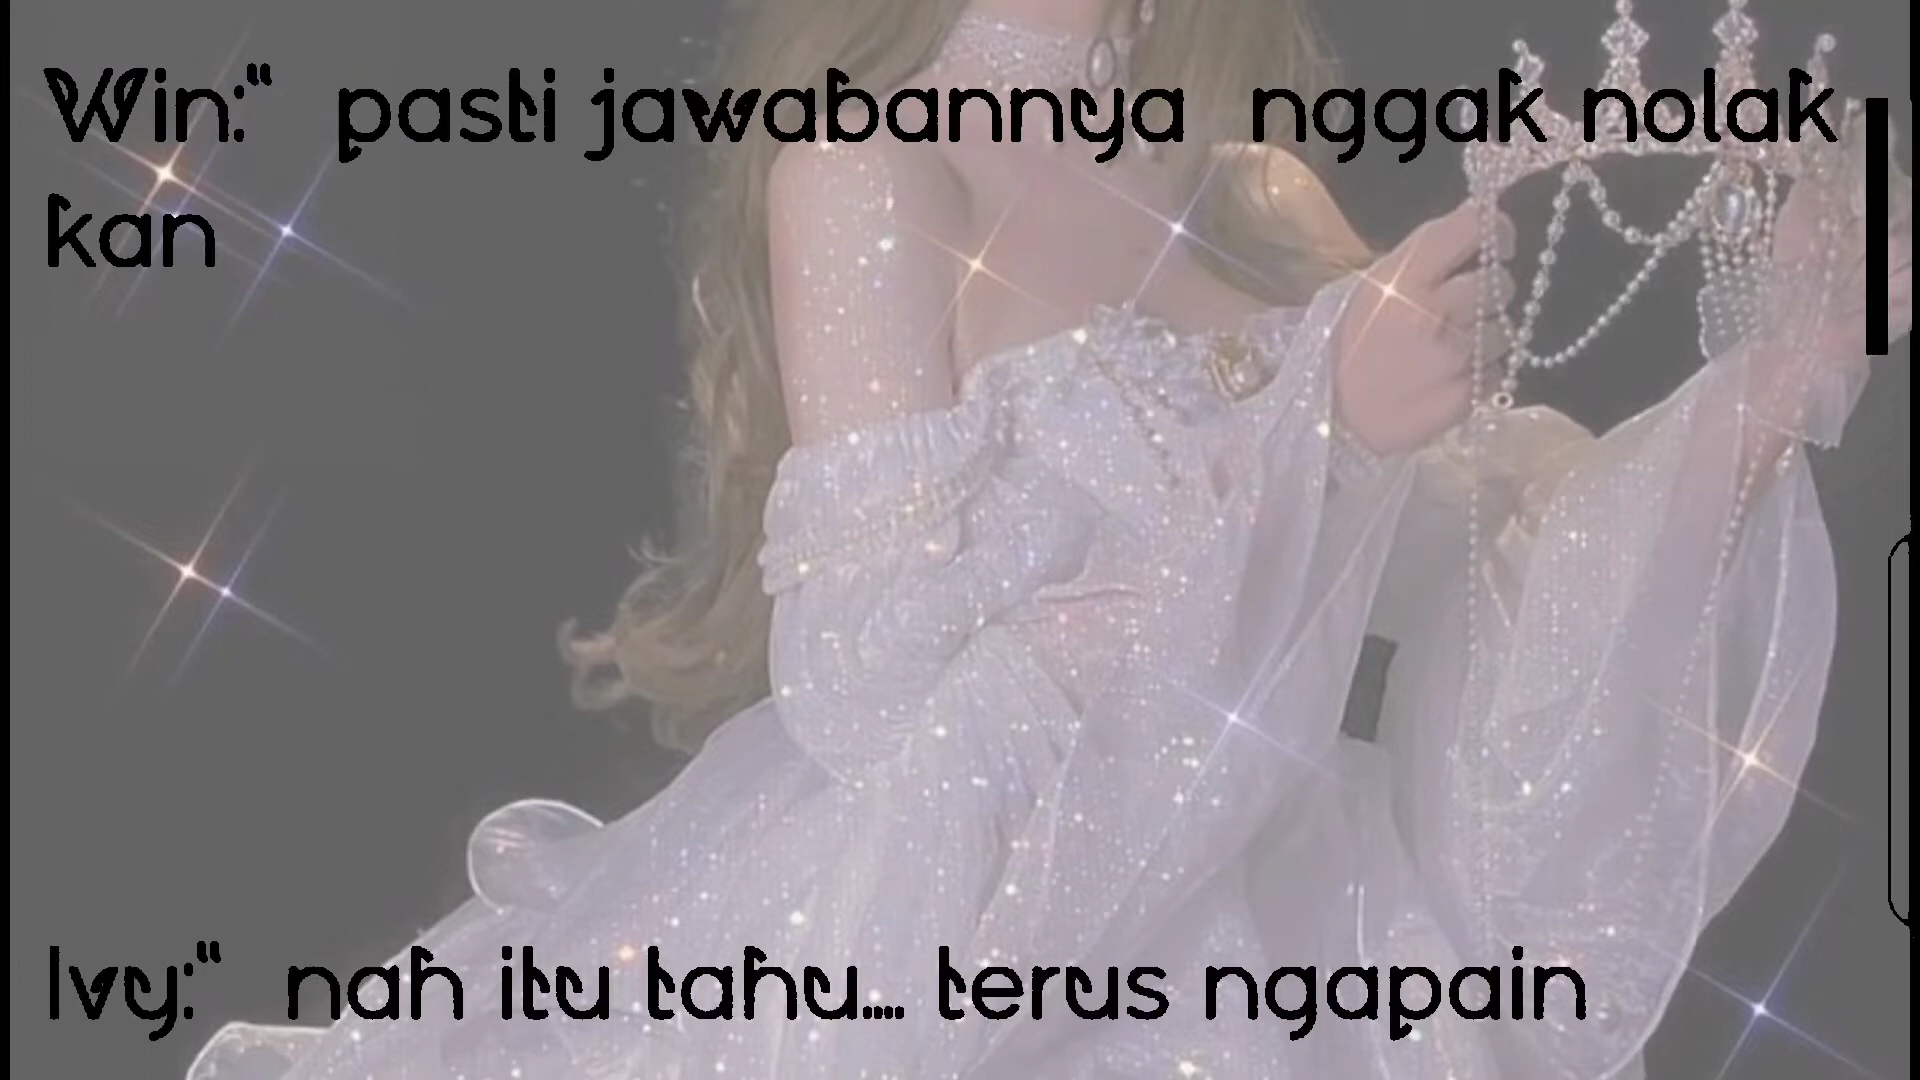 Win:“ pasti jawabannya nggak nolak
kan
Ivy:“ nah itu tahu.... terus ngapain